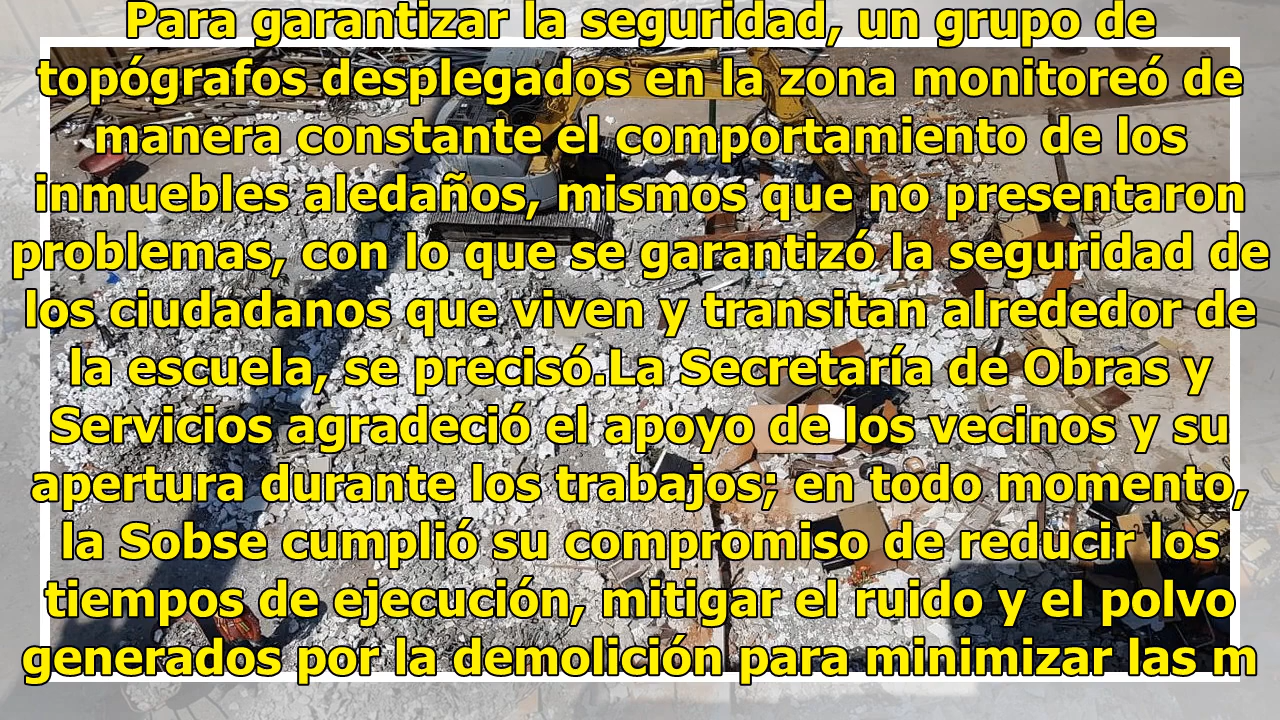 Para garantizar la seguridad, un grupo de
topógrafos desplegados en la zona monitoreó de
manera constante el comportamiento de los
inmuebles aledaños, mismos que no presentaron
problemas, con lo que se garantizó la seguridad de
los ciudadanos que viven y transitan alrededor de
la escuela, se precisó.La Secretaría de Obras y
Servicios agradeció el apoyo de los vecinos y su
apertura durante los trabajos; en todo momento,
la Sobse cumplió su compromiso de reducir los
tiempos de ejecución, mitigar el ruido y el polvo
generados por la demolición para minimizar las m